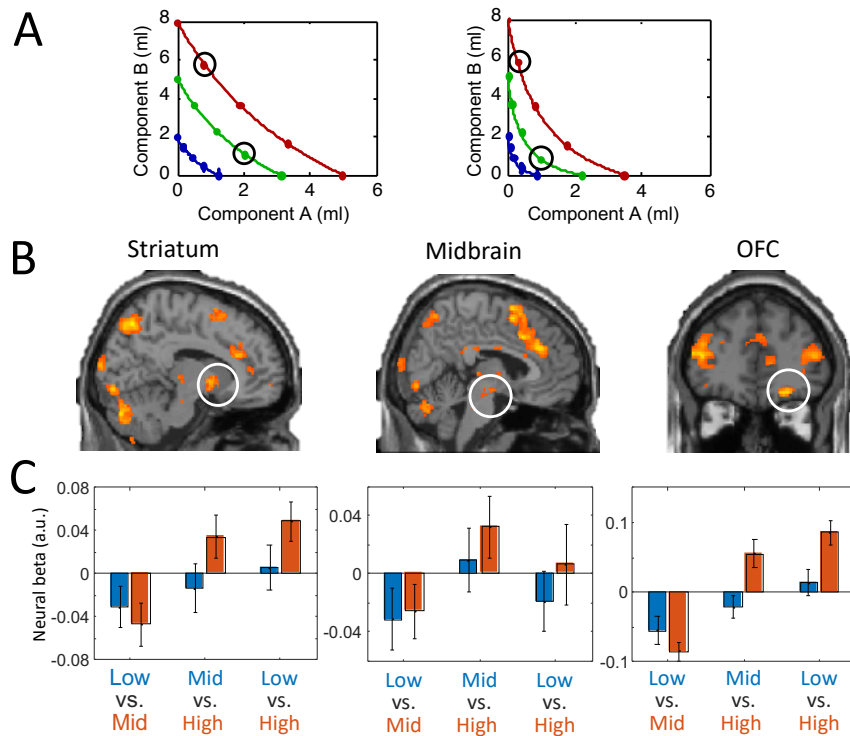 A
Component B (ml)
8
6
4
2
0
0 2 4 6
Component A (ml)
Component B (ml)
8
6
4
2
0
0 2 4 6
Component A (ml)
B
Striatum
Midbrain
OFC
C
Neural beta (a.u.)
0.08
0.04
0
-0.04
-0.08
Low
vs.
Mid
Mid
vs.
High
Low
vs.
High
0.04
0
-0.04
Low
vs.
Mid
Mid
vs.
High
Low
vs.
High
0.1
0
-0.1
Low
vs.
Mid
Mid
vs.
High
Low
vs.
High